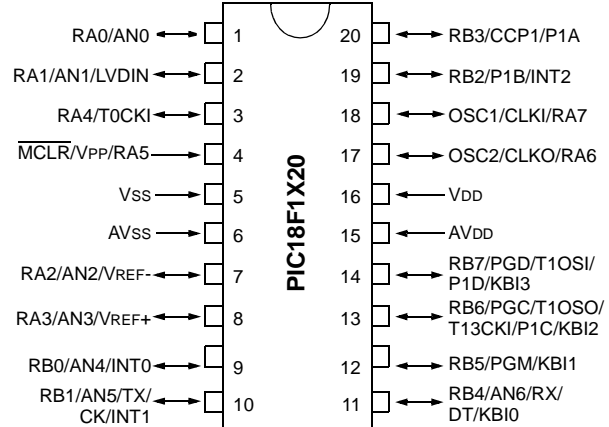 RA0/AN0 1 20 RB3/CCP1/P1A
RA1/AN1/LVDIN 2 19 RB2/P1B/INT2
RA4/T0CKI 3 18 OSC1/CLKI/RA7
MCLR/VPP/RA5 4 17 OSC2/CLKO/RA6
VSS 5 16 VDD
AVSS 6 15 AVDD
RA2/AN2/VREF- 7 14 RB7/PGD/T1OSI/
P1D/KBI3
RA3/AN3/VREF+ 8 13 RB6/PGC/T1OSO/
T13CKI/P1C/KBI2
RB0/AN4/INT0 9 12 RB5/PGM/KBI1
RB1/AN5/TX/
CK/INT1 10 11 RB4/AN6/RX/
DT/KBI0
PIC18F1X20